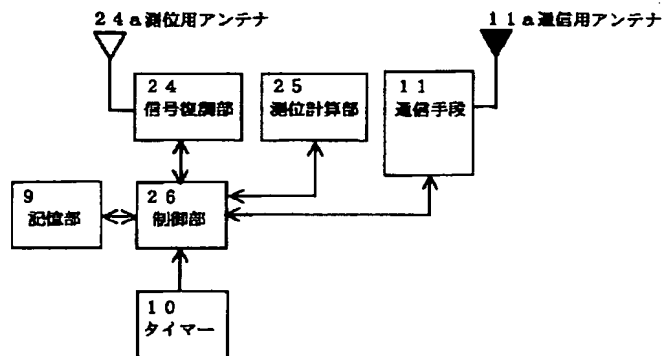 24a測位用アンテナ
11a通信用アンテナ
24
信号復調部
25
測位計算部
11
通信手段
9
記憶部
26
制御部
10
タイマー